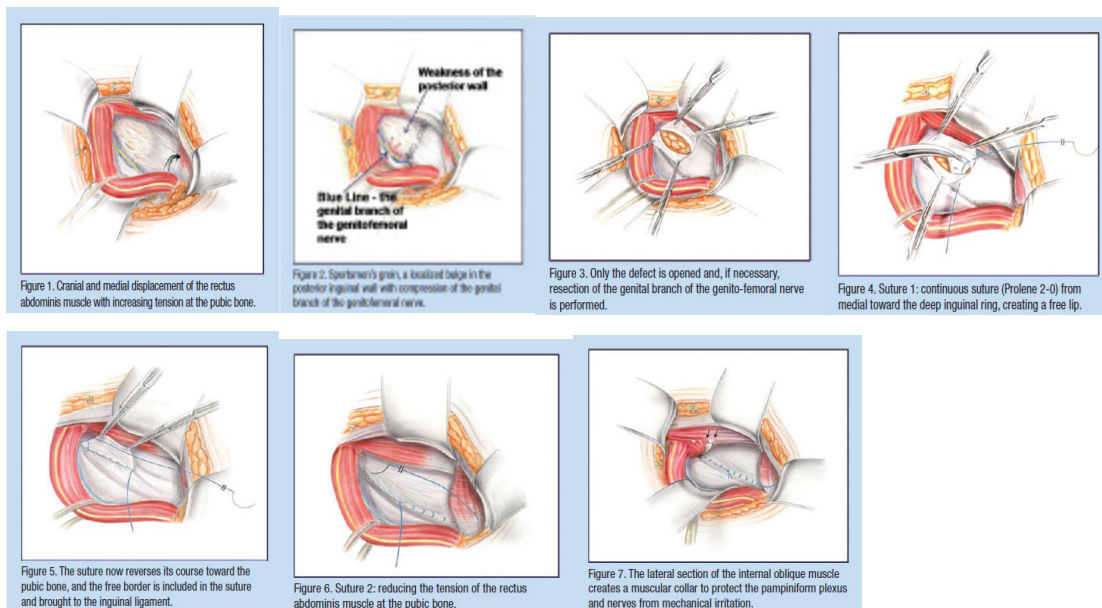 Figure 1. Cranial and medial displacement of the rectus
abdominis muscle with increasing tension at the pubic bone.
Weakness of the
posterior wall
Blue Line - the
genital branch of
the genitofemoral
nerve
Figure 2. Sportsmen's groin, a localized bulge in the
posterior inguinal wall with compression of the genital
branch of the genitofemoral nerve.
Figure 3. Only the defect is opened and, if necessary,
resection of the genital branch of the genito-femoral nerve
is performed.
Figure 4. Suture 1: continuous suture (Prolene 2-0) from
medial toward the deep inguinal ring, creating a free lip.
Figure 5. The suture now reverses its course toward the
pubic bone, and the free border is included in the suture
and brought to the inguinal ligament.
Figure 6. Suture 2: reducing the tension of the rectus
abdominis muscle at the pubic bone.
Figure 7. The lateral section of the internal oblique muscle
creates a muscular collar to protect the pampiniform plexus
and nerves from mechanical irritation.